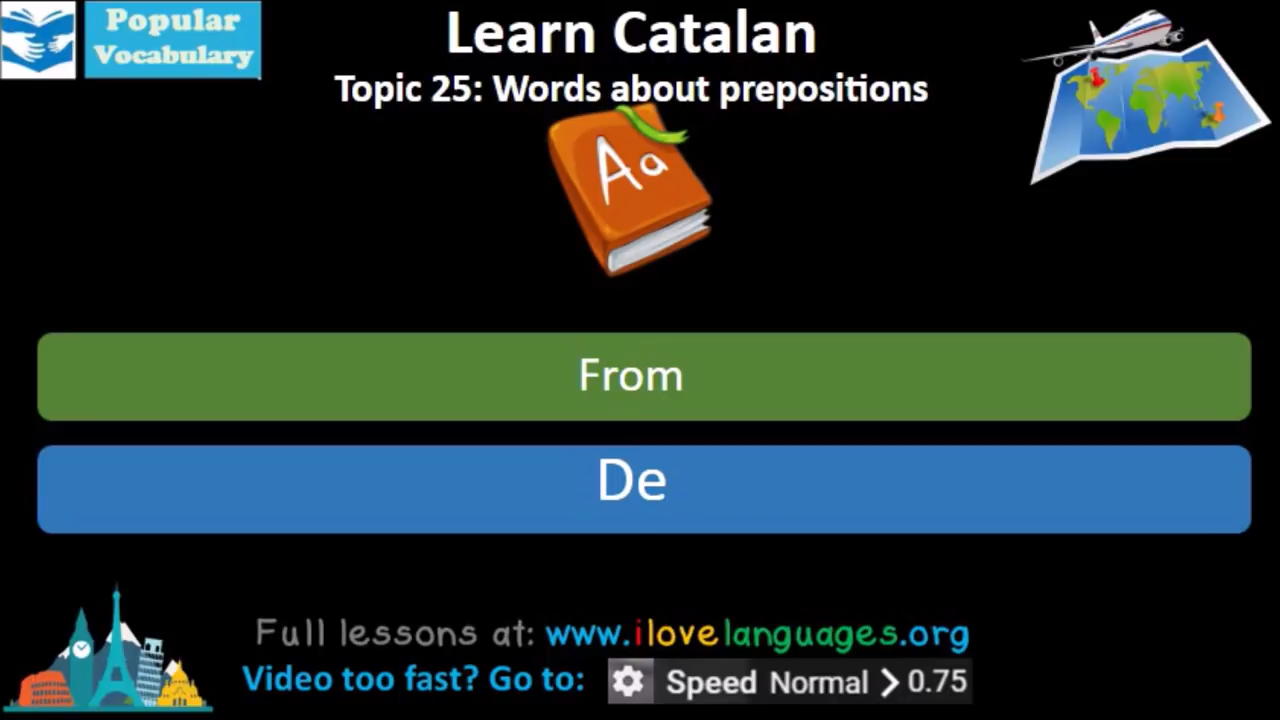 Popular
Vocabulary
Learn Catalan
Topic 25: Words about prepositions
Aa
From
De
Full lessons at: www.ilovelanguages.org
Video too fast? Go to: Speed Normal > 0.75